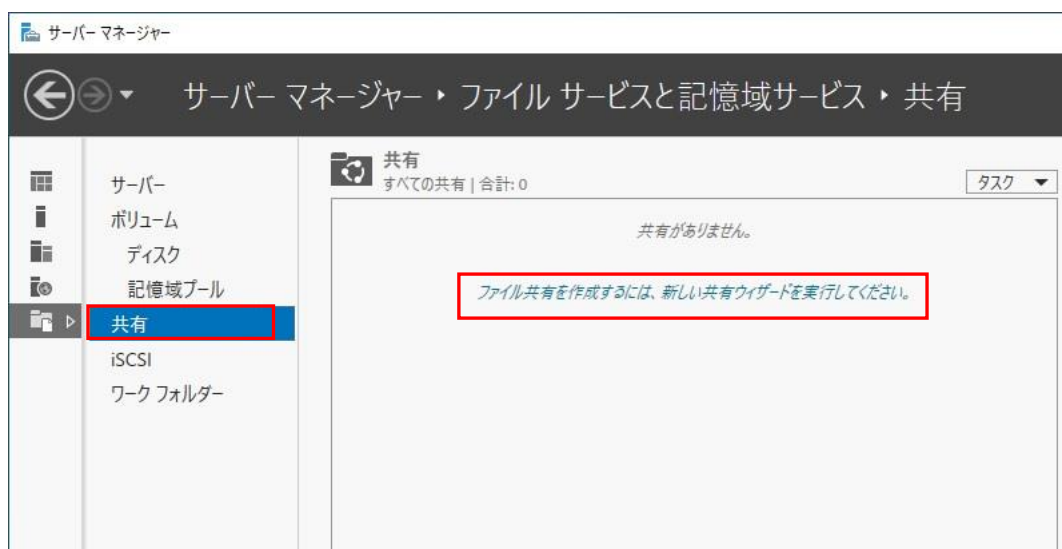 サーバー マネージャー
サーバー マネージャー ‣ ファイル サービスと記憶域サービス ‣ 共有
サーバー
ボリューム
ディスク
記憶域プール
共有
iSCSI
ワーク フォルダー
共有
すべての共有 | 合計: 0
タスク
共有がありません。
ファイル共有を作成するには、新しい共有ウィザードを実行してください。